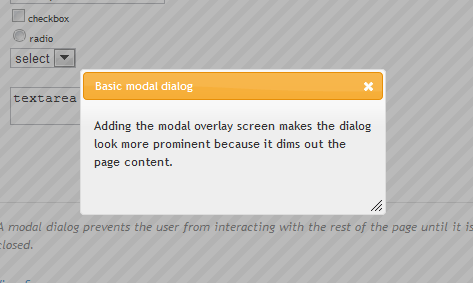 checkbox
radio
select
textarea
Basic modal dialog
Adding the modal overlay screen makes the dialog
look more prominent because it dims out the
page content.
A modal dialog prevents the user from interacting with the rest of the page until it is
closed.